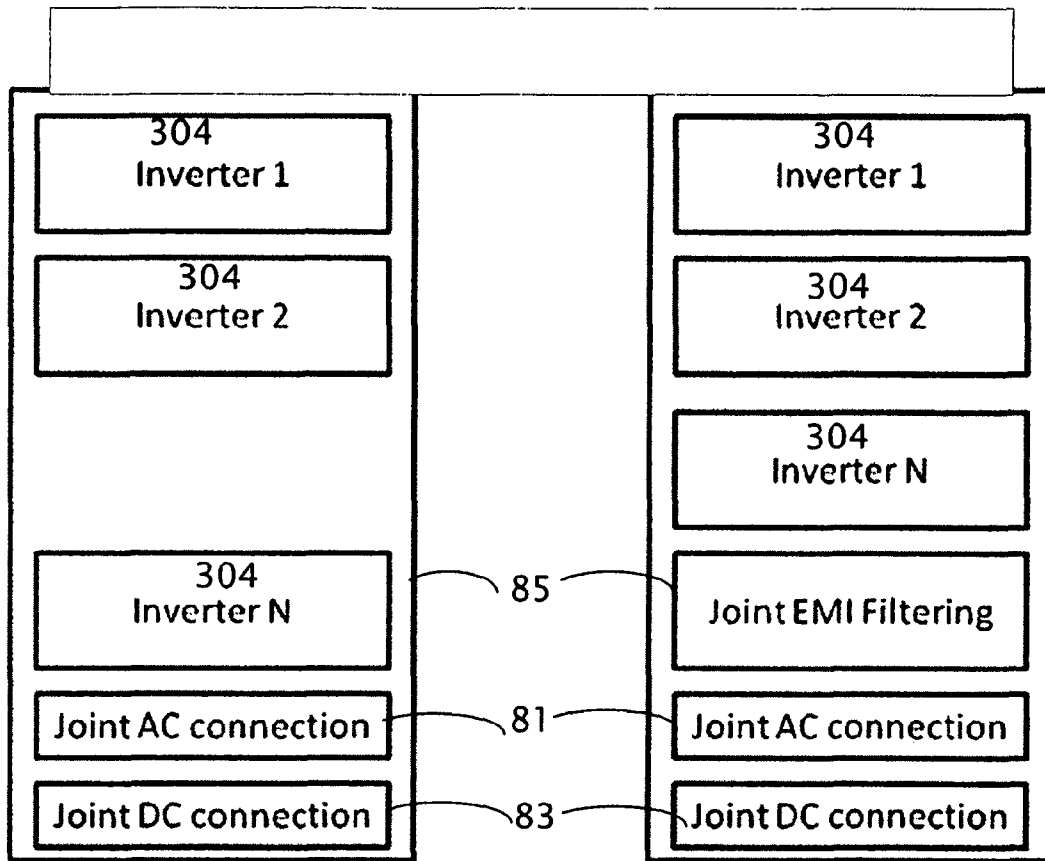 304
Inverter 1
304
Inverter 2
304
Inverter N
Joint AC connection
Joint DC connection
85
81
83
304
Inverter 1
304
Inverter 2
304
Inverter N
Joint EMI Filtering
Joint AC connection
Joint DC connection